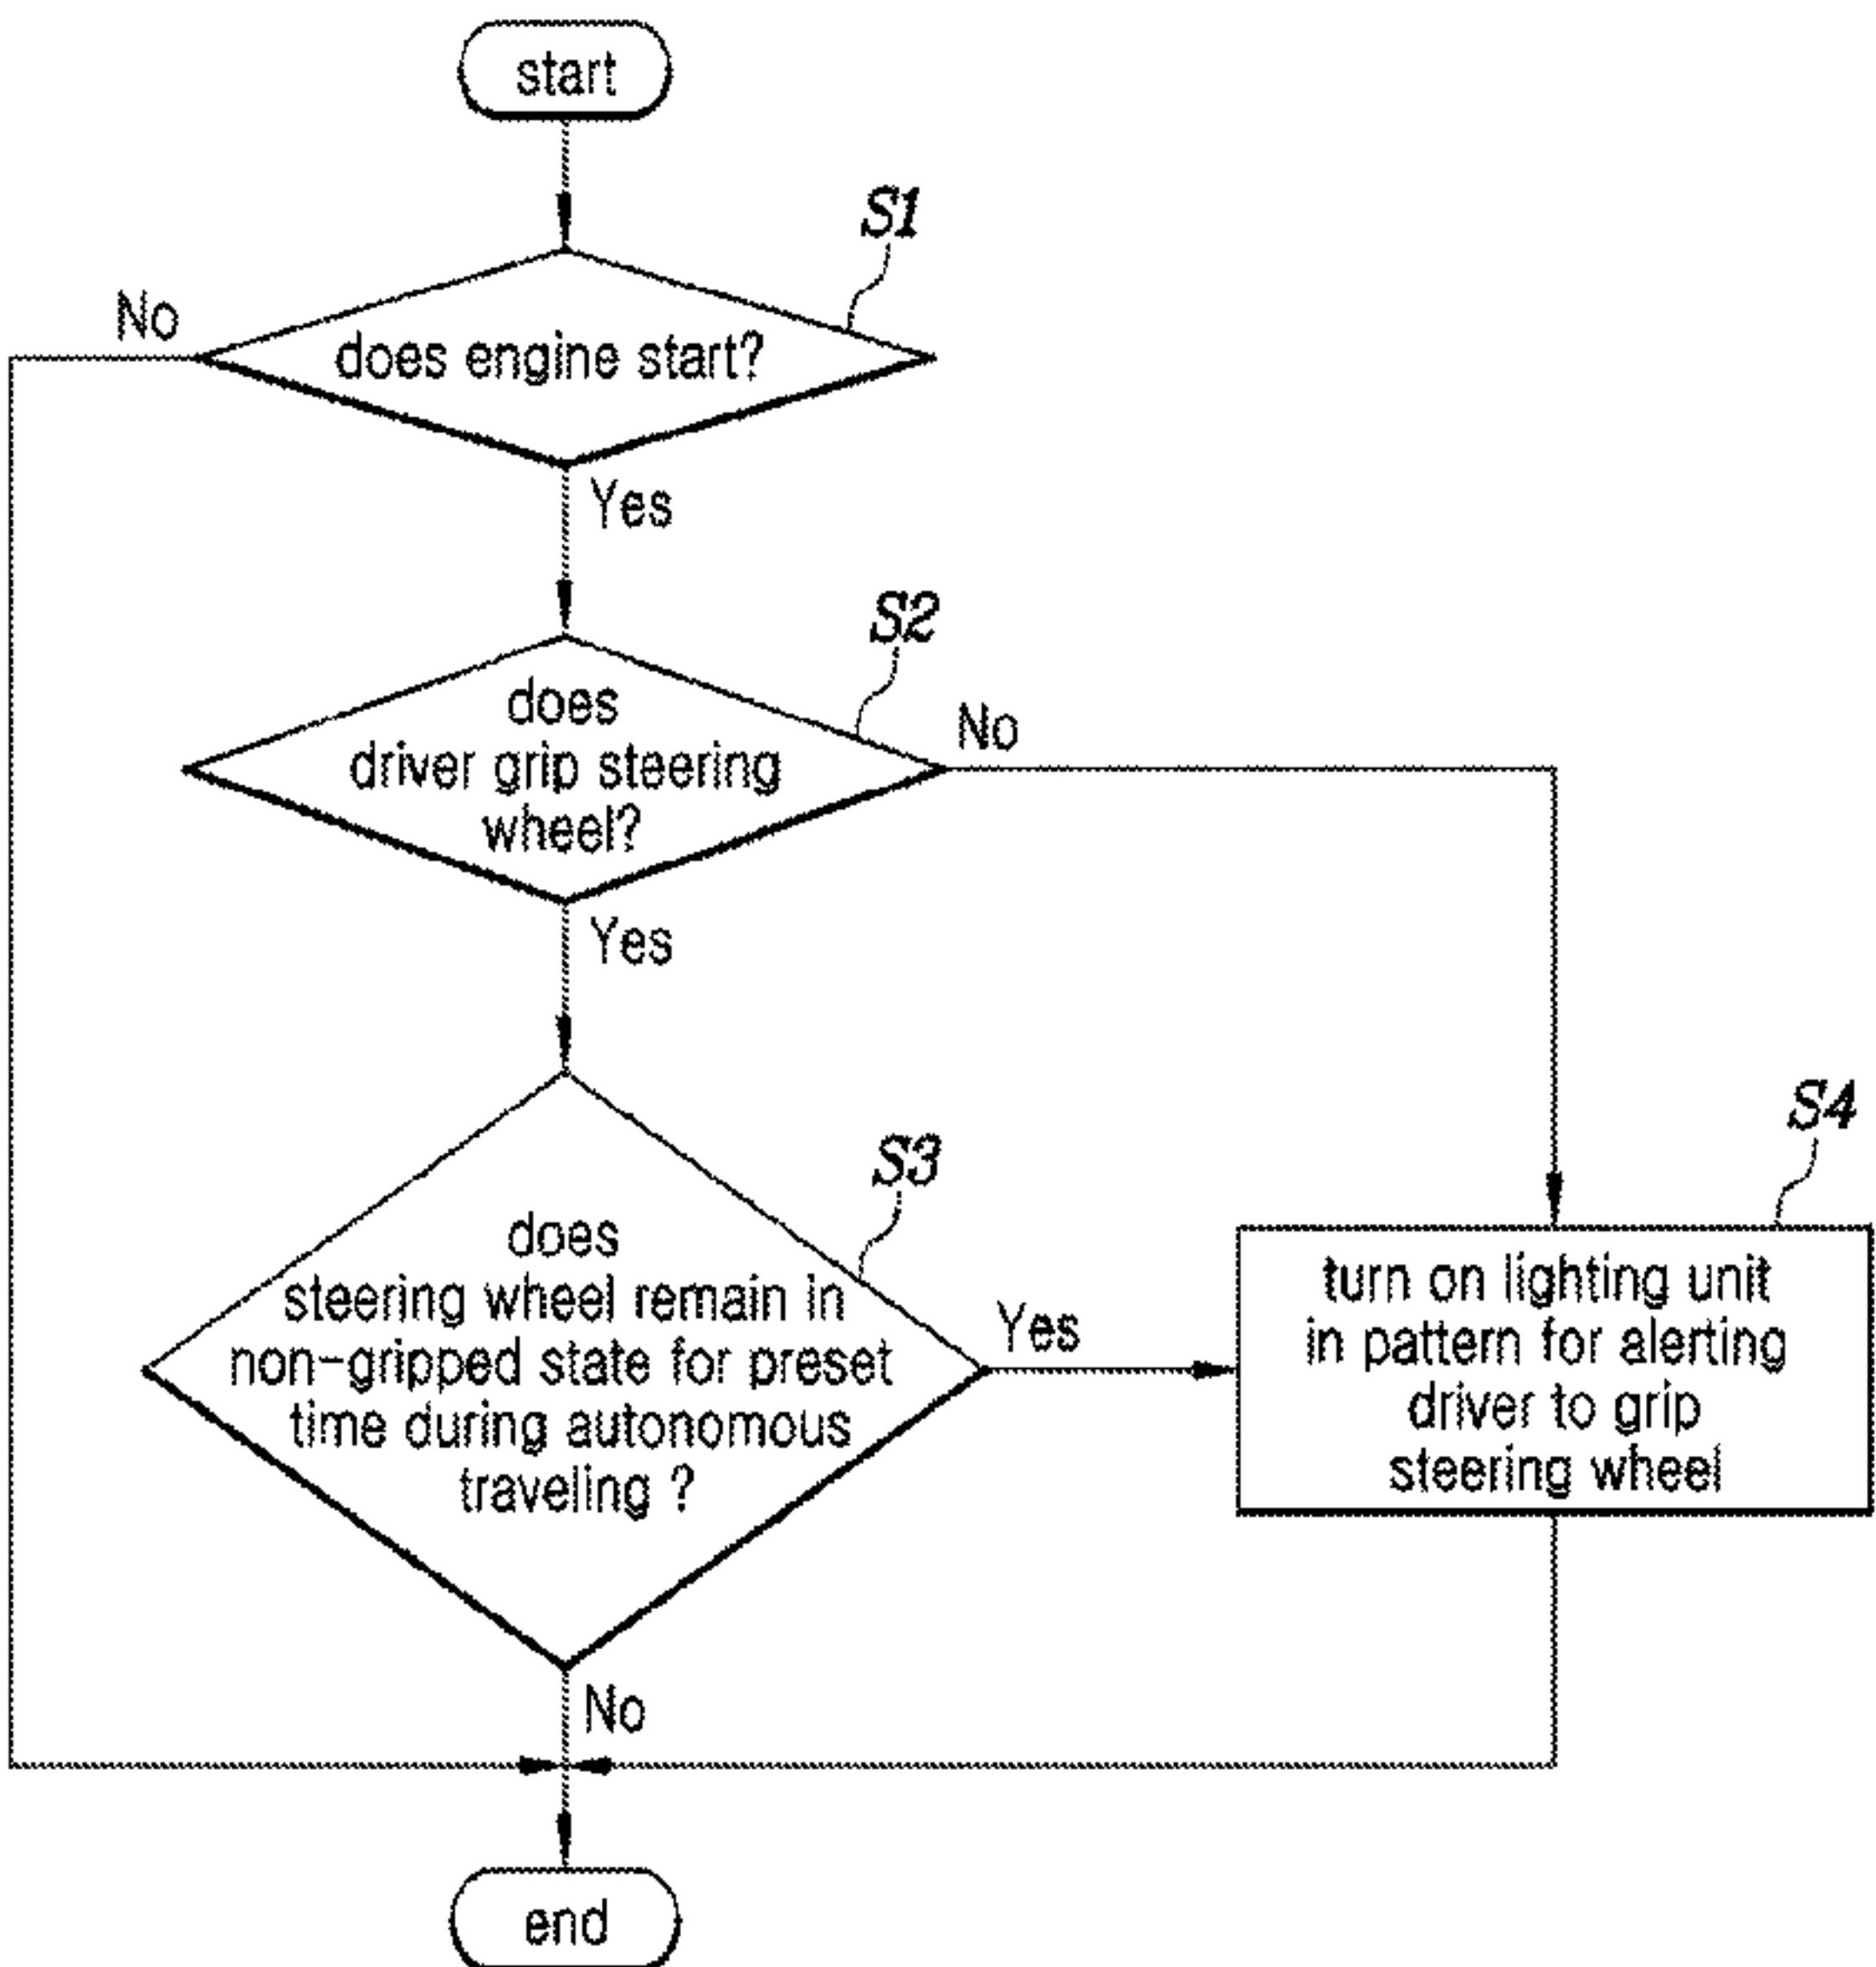 start
S1
No
does engine start?
Yes
S2
does
driver grip steering
wheel?
No
Yes
S3
does
steering wheel remain in
non-gripped state for preset
time during autonomous
traveling ?
Yes
S4
turn on lighting unit
in pattern for alerting
driver to grip
steering wheel
No
end